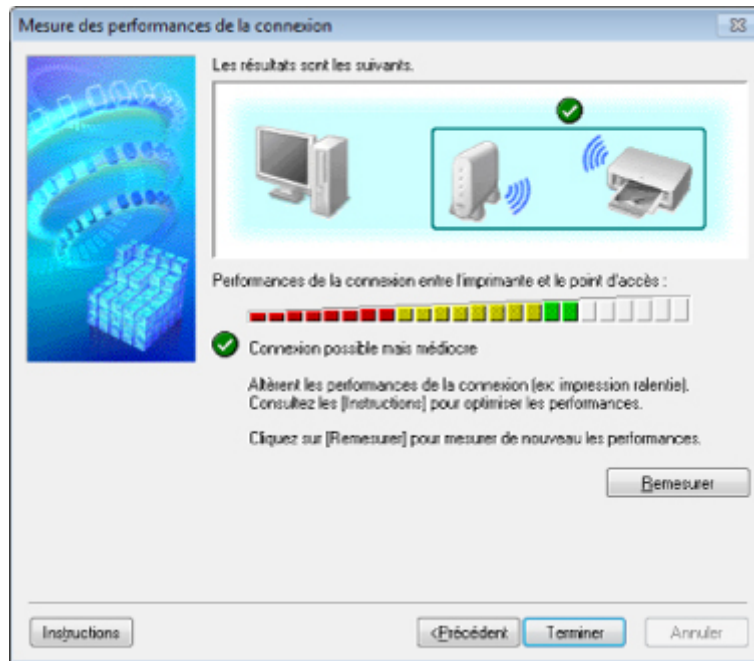 Mesure des performances de la connexion
Les résultats sont les suivants.
Performances de la connexion entre l'imprimante et le point d'accès :
Connexion possible mais médiocre
Altèrent les performances de la connexion (ex: impression ralentie).
Consultez les [Instructions] pour optimiser les performances.
Cliquez sur [Remesurer] pour mesurer de nouveau les performances.
Remesurer
Instructions
<Précédent
Terminer
Annuler